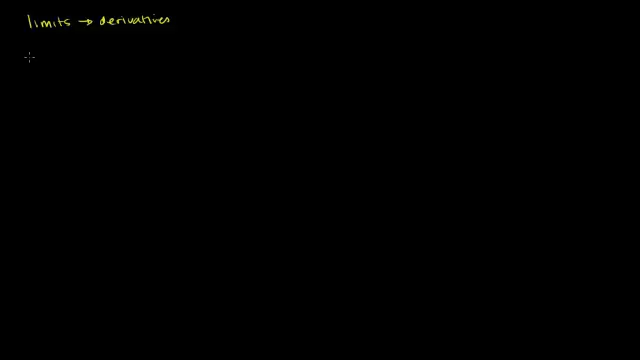 limits → derivatives